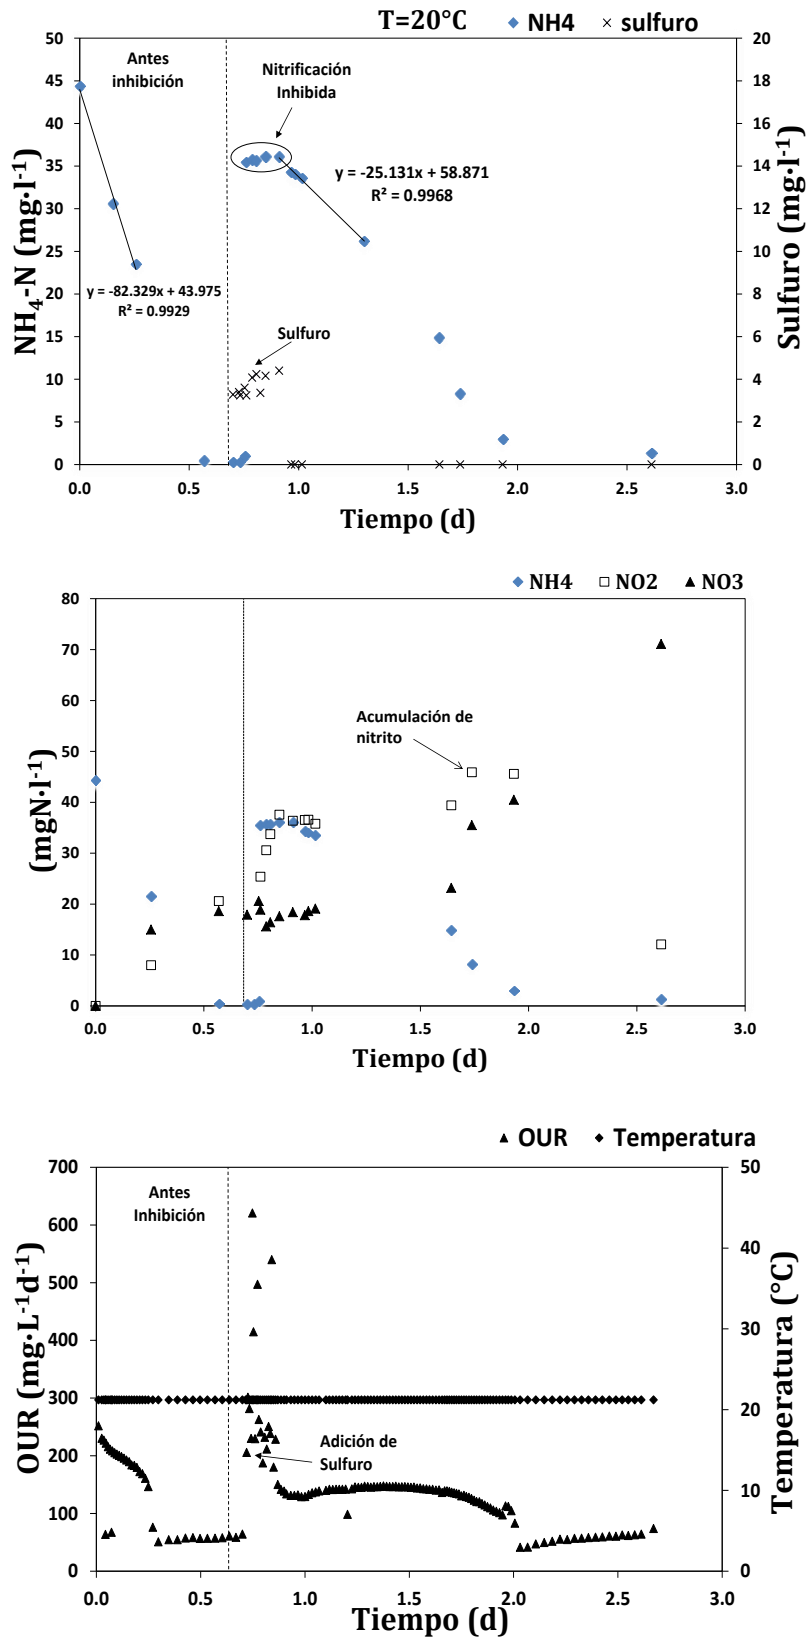 T=20°C
NH4
sulfuro
50
45
40
35
30
25
20
15
10
5
0
20
18
16
14
12
10
8
6
4
2
0
Antes
inhibición
Nitrificación
Inhibida
y = -25.131x + 58.871
R² = 0.9968
y = -82.329x + 43.975
R² = 0.9929
Sulfuro
NH₄-N (mg·l⁻¹)
Sulfuro (mg·l⁻¹)
0.0 0.5 1.0 1.5 2.0 2.5 3.0
Tiempo (d)
NH4 NO2 NO3
80
70
60
50
40
30
20
10
0
Acumulación de
nitrito
(mgN·l⁻¹)
0.0 0.5 1.0 1.5 2.0 2.5 3.0
Tiempo (d)
OUR Temperatura
700
600
500
400
300
200
100
0
50
40
30
20
10
0
Antes
Inhibición
Adición de
Sulfuro
OUR (mg·L⁻¹d⁻¹)
Temperatura (°C)
0.0 0.5 1.0 1.5 2.0 2.5 3.0
Tiempo (d)